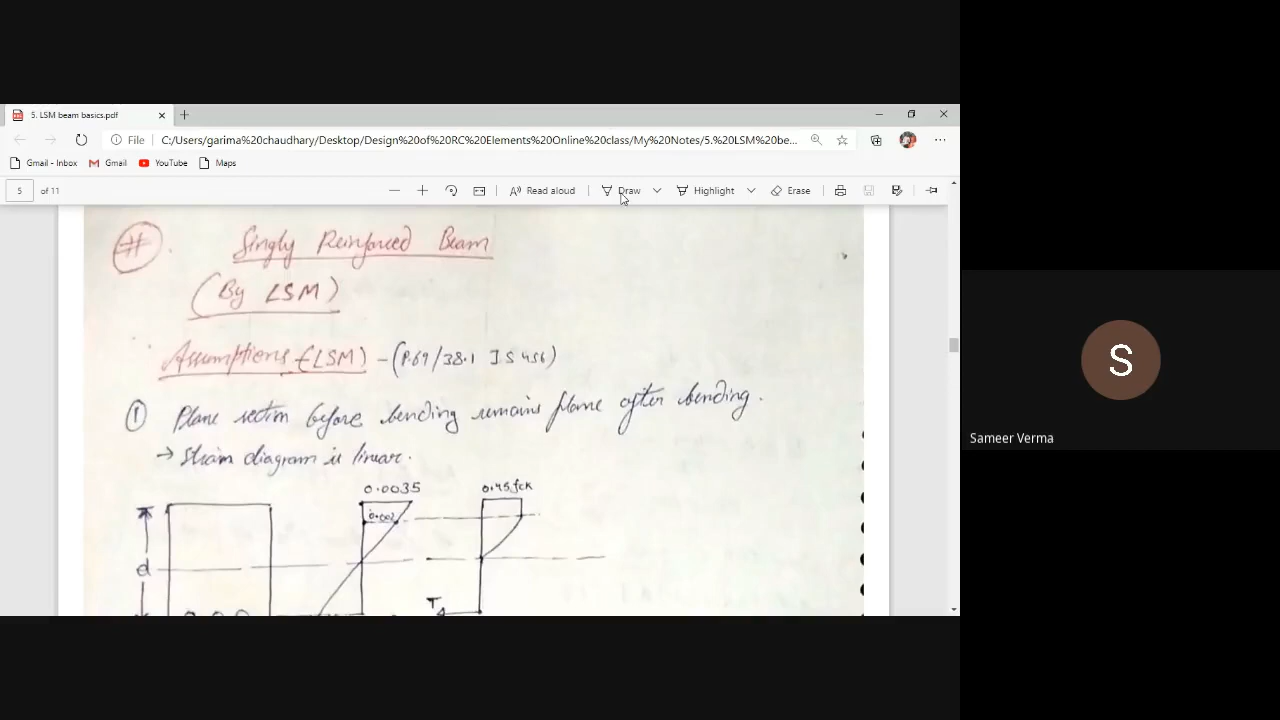 5. LSM beam basics.pdf
File
C:/Users/garima%20chaudhary/Desktop/Design%20of%20RC%20Elements%20Online%20class/My%20Notes/5.%20LSM%20be...
Gmail - Inbox Gmail YouTube Maps
5 of 11 Read aloud Draw Highlight Erase
# Singly Reinforced Beam
(By LSM)
Assumptions (LSM) - (P.69/38.1 IS 456)
① Plane section before bending remains plane after bending.
→ Strain diagram is linear.
0.0035 0.45fck
0.002
d
T
S
Sameer Verma